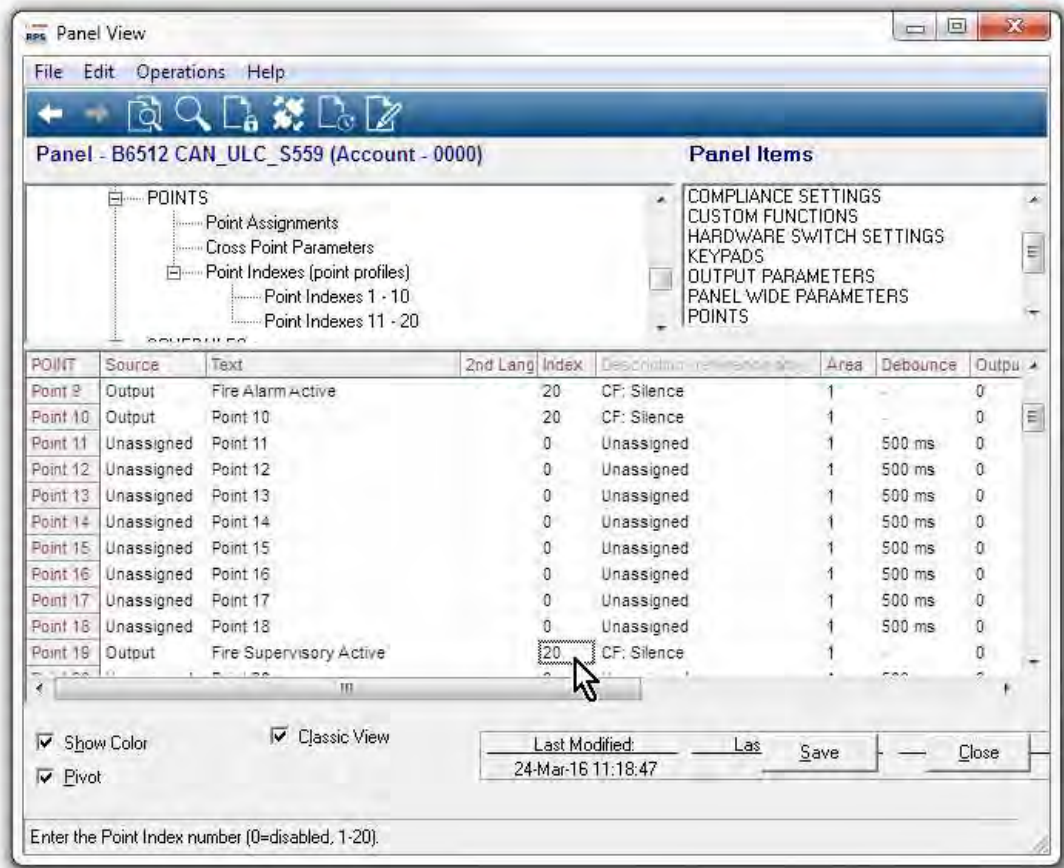 RPS Panel View
File Edit Operations Help
Panel - B6512 CAN_ULC_S559 (Account - 0000)
Panel Items
POINTS
Point Assignments
Cross Point Parameters
Point Indexes (point profiles)
Point Indexes 1 - 10
Point Indexes 11 - 20
COMPLIANCE SETTINGS
CUSTOM FUNCTIONS
HARDWARE SWITCH SETTINGS
KEYPADS
OUTPUT PARAMETERS
PANEL WIDE PARAMETERS
POINTS
POINT Source Text 2nd Lang Index Area Debounce Outpu
Point 9 Output Fire Alarm Active 20 CF: Silence 1 - 0
Point 10 Output Point 10 20 CF: Silence 1 - 0
Point 11 Unassigned Point 11 0 Unassigned 1 500 ms 0
Point 12 Unassigned Point 12 0 Unassigned 1 500 ms 0
Point 13 Unassigned Point 13 0 Unassigned 1 500 ms 0
Point 14 Unassigned Point 14 0 Unassigned 1 500 ms 0
Point 15 Unassigned Point 15 0 Unassigned 1 500 ms 0
Point 16 Unassigned Point 16 0 Unassigned 1 500 ms 0
Point 17 Unassigned Point 17 0 Unassigned 1 500 ms 0
Point 18 Unassigned Point 18 0 Unassigned 1 500 ms 0
Point 19 Output Fire Supervisory Active 20 CF: Silence 1 - 0
Show Color Classic View
Last Modified: Las Save Close
Pivot 24-Mar-16 11:18:47
Enter the Point Index number (0=disabled, 1-20).